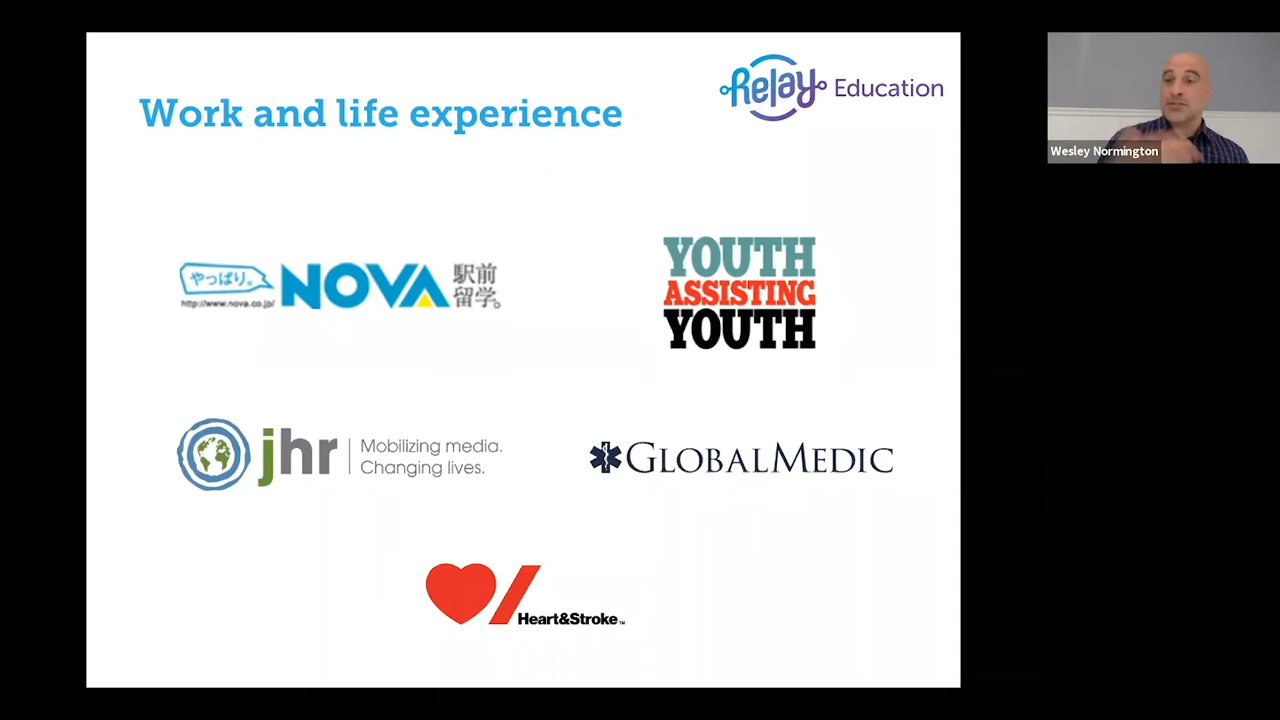 Relay Education
Work and life experience
Wesley Normington
やっぱり。
http://www.nova.co.jp/
NOVA
駅前
留学。
YOUTH
ASSISTING
YOUTH
jhr
Mobilizing media.
Changing lives.
GLOBALMEDIC
Heart&Stroke™